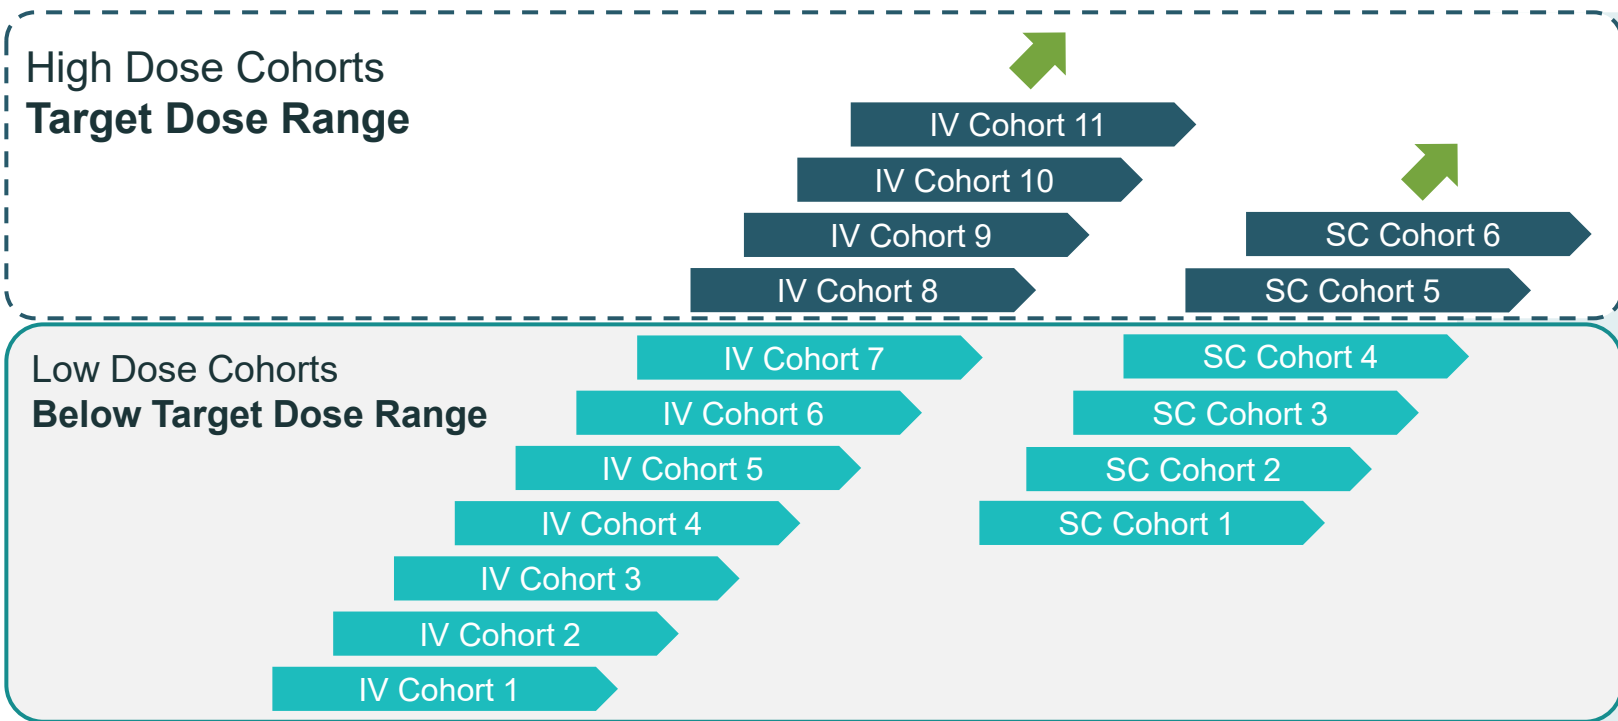 High Dose Cohorts
Target Dose Range
IV Cohort 11
IV Cohort 10
IV Cohort 9
SC Cohort 6
IV Cohort 8
SC Cohort 5
Low Dose Cohorts
Below Target Dose Range
IV Cohort 7
SC Cohort 4
IV Cohort 6
SC Cohort 3
IV Cohort 5
SC Cohort 2
IV Cohort 4
SC Cohort 1
IV Cohort 3
IV Cohort 2
IV Cohort 1